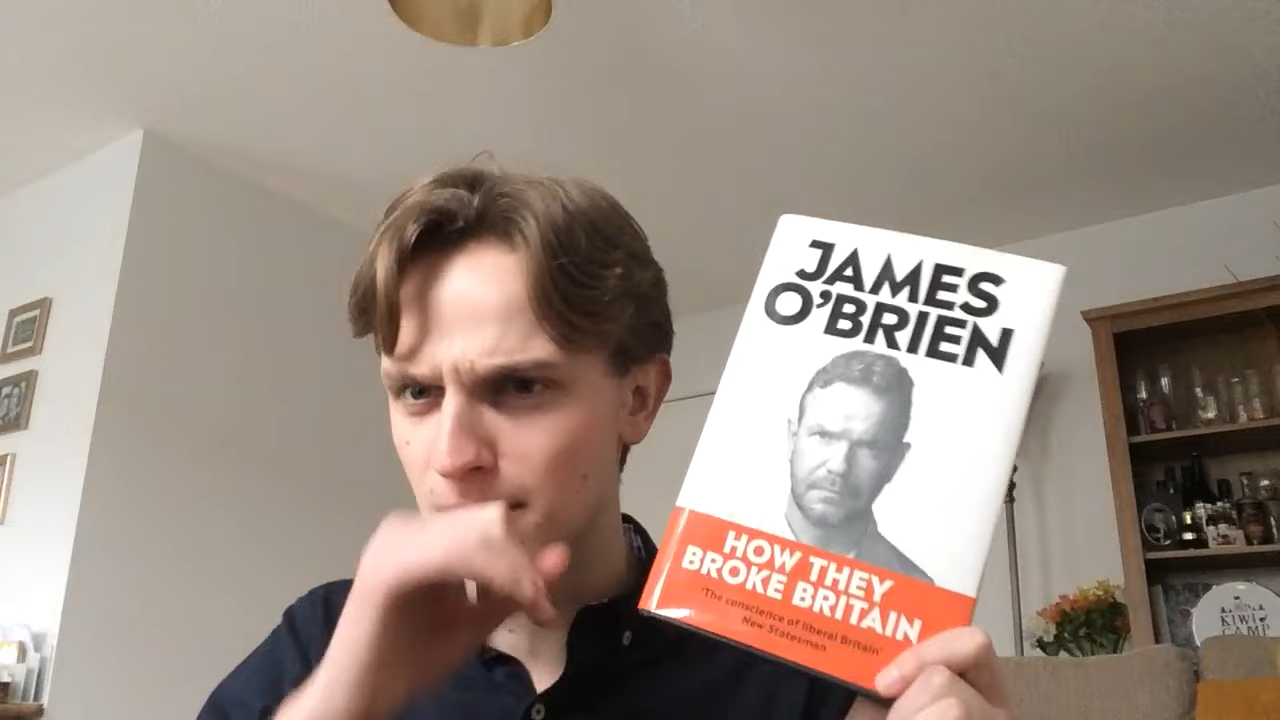 JAMES
O'BRIEN
HOW THEY
BROKE BRITAIN
'The conscience of liberal Britain'
New Statesman
KIWI
CAMP